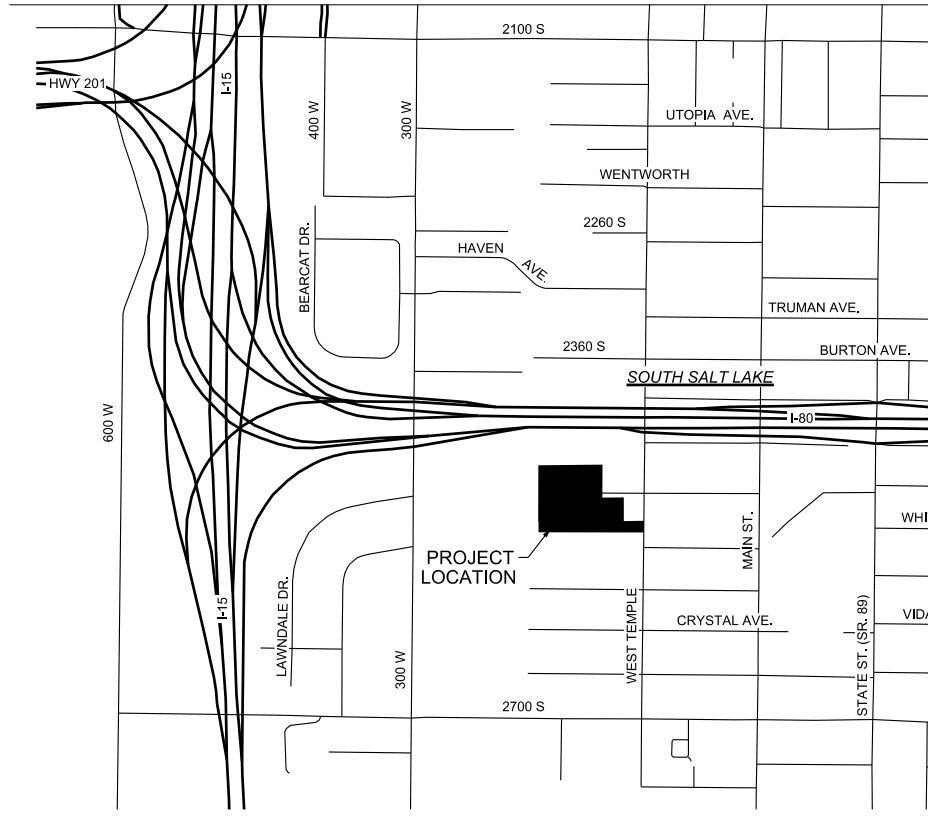 2100 S
HWY 201
I-15
400 W
300 W
UTOPIA AVE.
WENTWORTH
2260 S
BEARCAT DR.
HAVEN
AVE.
TRUMAN AVE.
2360 S
BURTON AVE.
SOUTH SALT LAKE
600 W
I-80
WHI
MAIN ST.
PROJECT
LOCATION
I-15
LAWNDALE DR.
300 W
WEST TEMPLE
CRYSTAL AVE.
STATE ST. (SR. 89)
VIDA
2700 S